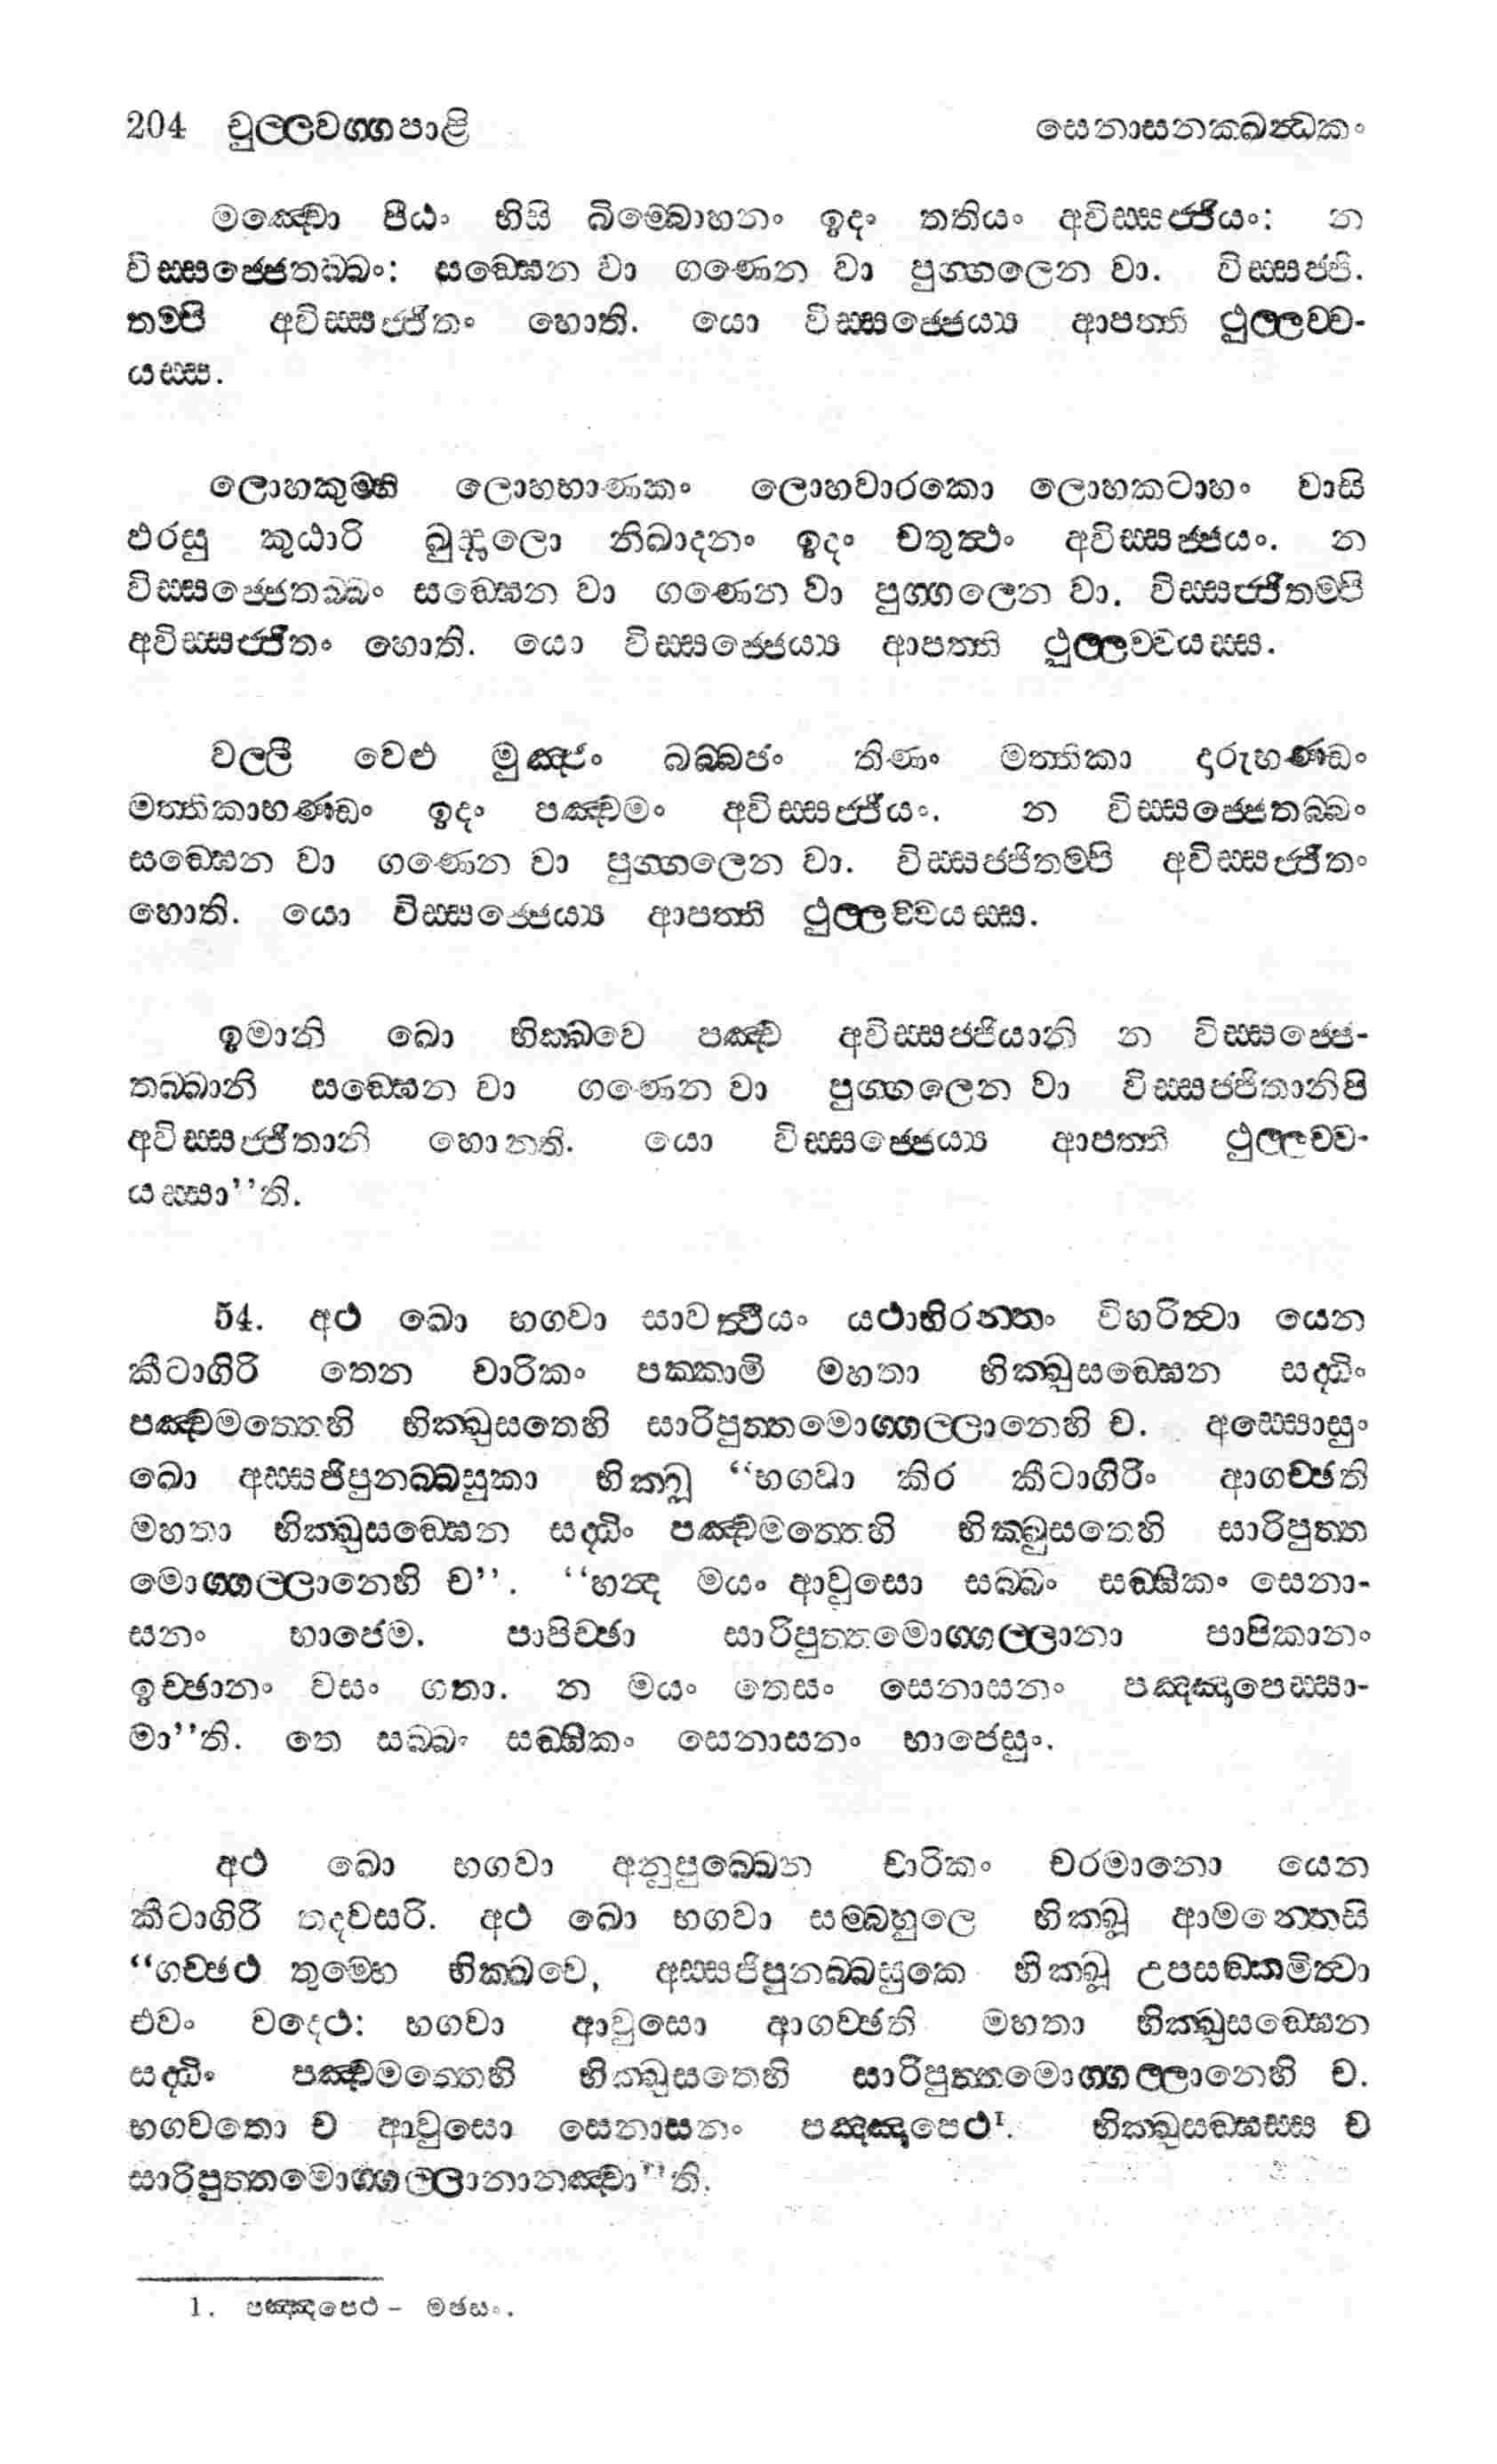 204 චුල්ලවග්ගපාළි සෙනාසනක්ඛන්ධකං
මඤ්චො පීඨං භිසි බිම්බොහනං ඉදං තතියං අවිස්සජ්ජියං: න
විස්සජ්ජෙතබ්බං: සඞ්ඝෙන වා ගණෙන වා පුග්ගලෙන වා. විස්සජ්ජි.
තම්පි අවිස්සජ්ජිතං හොති. යො විස්සජ්ජෙය්‍ය ආපත්ති ථුල්ලච්ච-
යස්ස.
ලොහකුම්භි ලොහභාණකං ලොහවාරකො ලොහකටාහං වාසි
ඵරසු කුඨාරි ඛුද්දලො නිඛාදනං ඉදං චතුත්‍ථං අවිස්සජ්ජයං. න
විස්සජ්ජෙතබ්බං සඞ්ඝෙන වා ගණෙන වා පුග්ගලෙන වා. විස්සජ්ජිතම්පි
අවිස්සජ්ජිතං හොති. යො විස්සජ්ජෙය්‍ය ආපත්ති ථුල්ලච්චයස්ස.
වල්ලී වෙළු මුඤ්ජං බබ්බජං තිණං මත්තිකා දාරුභණ්ඩං
මත්තිකාභණ්ඩං ඉදං පඤ්චමං අවිස්සජ්ජියං. න විස්සජ්ජෙතබ්බං
සඞ්ඝෙන වා ගණෙන වා පුග්ගලෙන වා. විස්සජ්ජිතම්පි අවිස්සජ්ජිතං
හොති. යො විස්සජ්ජෙය්‍ය ආපත්ති ථුල්ලච්චයස්ස.
ඉමානි ඛො භික්ඛවෙ පඤ්ච අවිස්සජ්ජියානි න විස්සජ්ජෙ-
තබ්බානි සඞ්ඝෙන වා ගණෙන වා පුග්ගලෙන වා විස්සජ්ජිතානිපි
අවිස්සජ්ජිතානි හොනති. යො විස්සජ්ජෙය්‍ය ආපත්ති ථුල්ලච්ච-
යස්සා’’ති.
54. අථ ඛො භගවා සාවත්‍ථියං යථාභිරන්තං විහරිත්‍වා යෙන
කීටාගිරි තෙන චාරිකං පක්කාමි මහතා භික්ඛුසඞ්ඝෙන සද්ධිං
පඤ්චමත්තෙහි භික්ඛුසතෙහි සාරිපුත්තමොග්ගල්ලානෙහි ච. අස්සොසුං
ඛො අස්සජිපුනබ්බසුකා භික්ඛූ ‘‘භගවා කිර කීටාගිරිං ආගච්ඡති
මහතා භික්ඛුසඞ්ඝෙන සද්ධිං පඤ්චමත්තෙහි භික්ඛුසතෙහි සාරිපුත්ත
මොග්ගල්ලානෙහි ච’’. ‘‘හන්ද මයං ආවුසො සබ්බං සඞ්ඝිකං සෙනා-
සනං භාජෙම. පාපිච්ඡා සාරිපුත්තමොග්ගල්ලානා පාපිකානං
ඉච්ඡානං වසං ගතා. න මයං තෙසං සෙනාසනං පඤ්ඤාපෙස්සා-
මා’’ති. තෙ සබ්බං සඞ්ඝිකං සෙනාසනං භාජෙසුං.
අථ ඛො භගවා අනුපුබ්බෙන චාරිකං චරමානො යෙන
කීටාගිරි තදවසරි. අථ ඛො භගවා සම්බහුලෙ භික්ඛූ ආමන්තෙසි
‘‘ගච්ඡථ තුම්හෙ භික්ඛවෙ, අස්සජිපුනබ්බසුකෙ භික්ඛූ උපසඞ්කමිත්‍වා
එවං වදෙථ: භගවා ආවුසො ආගච්ඡති මහතා භික්ඛුසඞ්ඝෙන
සද්ධිං පඤ්චමත්තෙහි භික්ඛුසතෙහි සාරිපුත්තමොග්ගල්ලානෙහි ච.
භගවතො ච ආවුසො සෙනාසනං පඤ්ඤාපෙථ¹. භික්ඛුසඞ්ඝස්ස ච
සාරිපුත්තමොග්ගල්ලානානඤ්චා’’ති.
1. පඤ්ඤපෙථ – මඡසං.